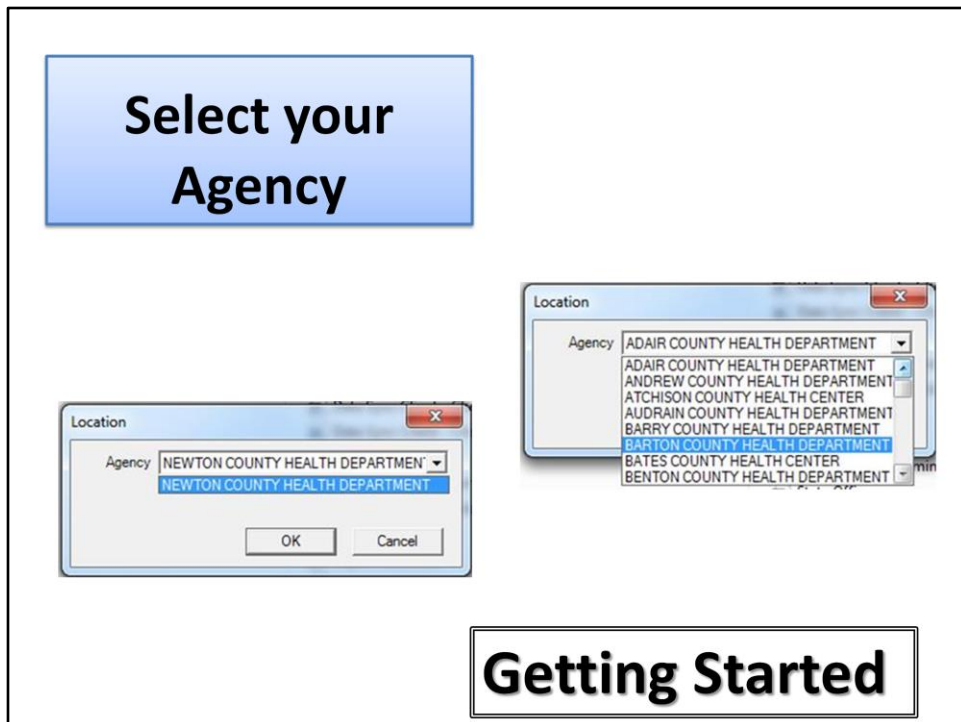 Select your
Agency
Location
Agency ADAIR COUNTY HEALTH DEPARTMENT
ADAIR COUNTY HEALTH DEPARTMENT
ANDREW COUNTY HEALTH DEPARTMENT
ATCHISON COUNTY HEALTH CENTER
AUDRAIN COUNTY HEALTH DEPARTMENT
BARRY COUNTY HEALTH DEPARTMENT
BARTON COUNTY HEALTH DEPARTMENT
BATES COUNTY HEALTH CENTER
BENTON COUNTY HEALTH DEPARTMENT
Location
Agency NEWTON COUNTY HEALTH DEPARTMEN
NEWTON COUNTY HEALTH DEPARTMENT
OK Cancel
Getting Started